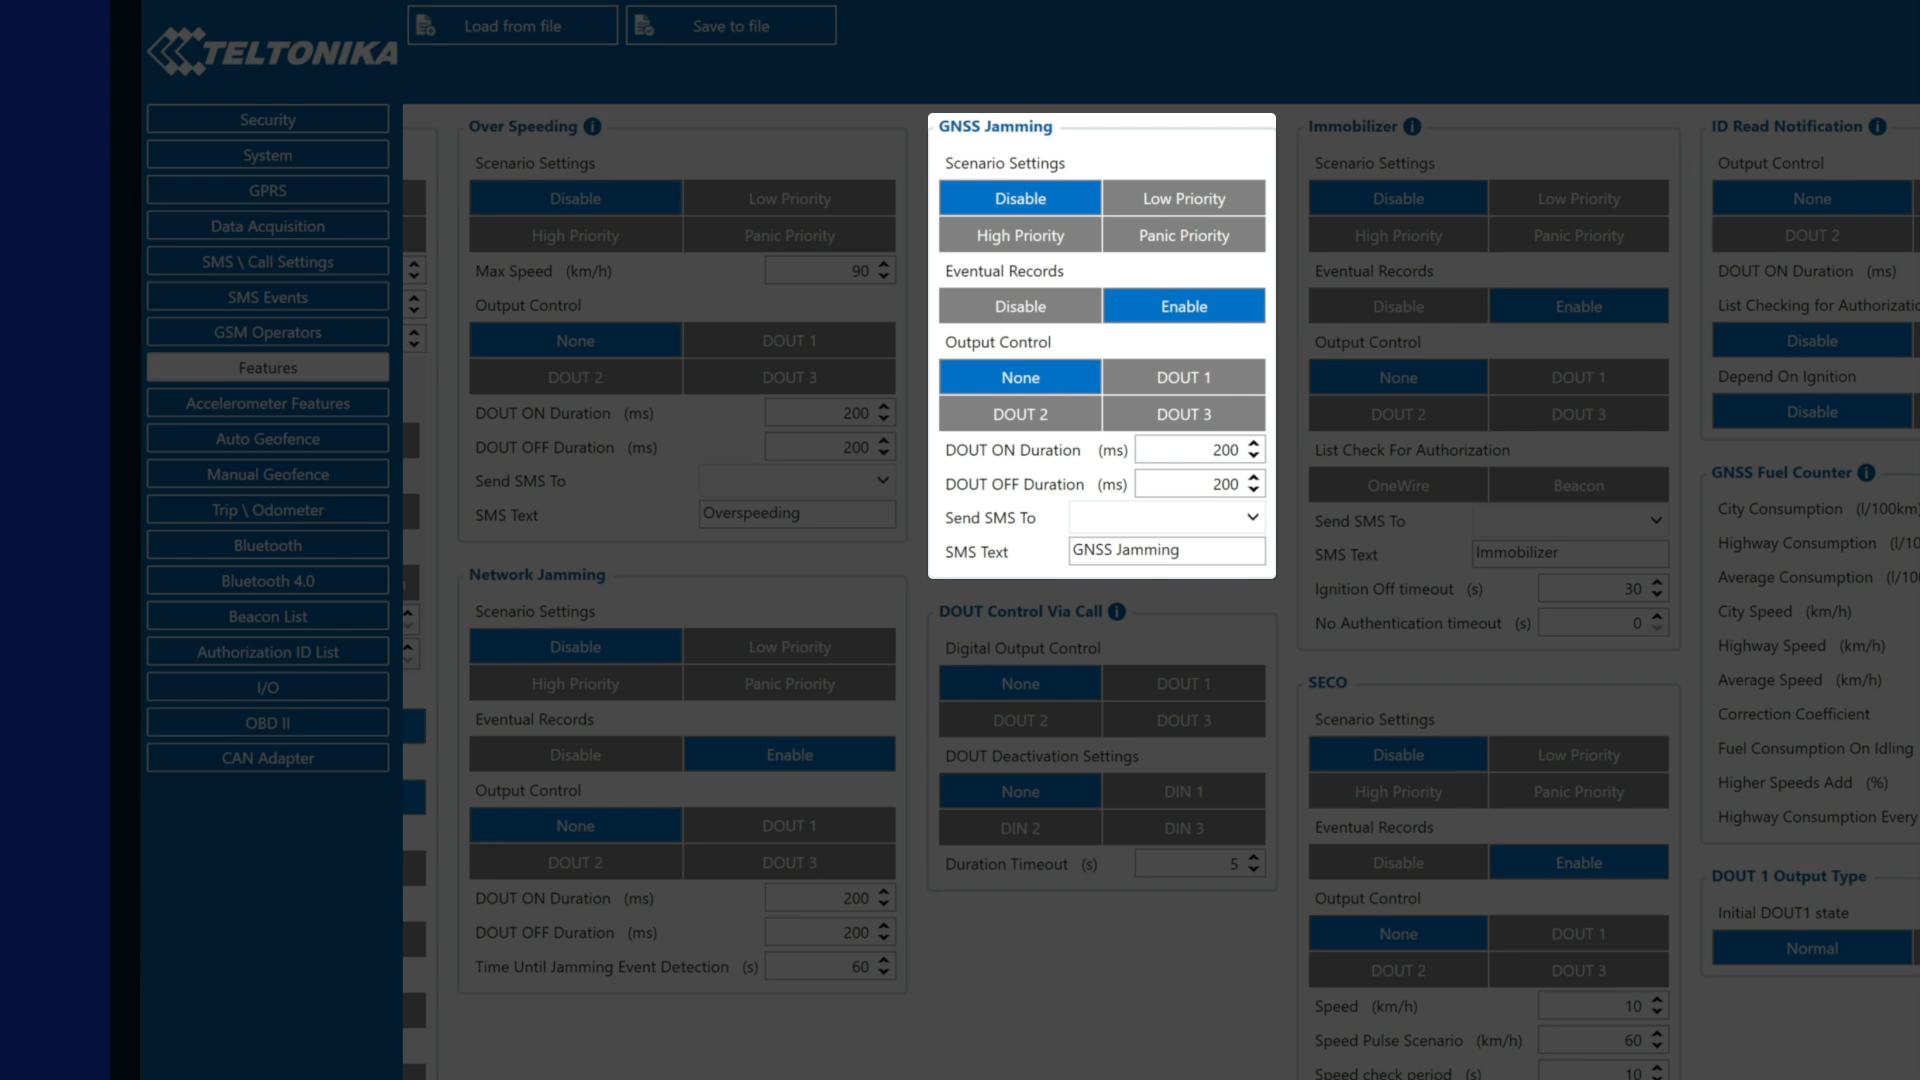 TELTONIKA
Load from file
Save to file
Security
System
GPRS
Data Acquisition
SMS \ Call Settings
SMS Events
GSM Operators
Features
Accelerometer Features
Auto Geofence
Manual Geofence
Trip \ Odometer
Bluetooth
Bluetooth 4.0
Beacon List
Authorization ID List
I/O
OBD II
CAN Adapter
Over Speeding
Scenario Settings
Disable Low Priority
High Priority Panic Priority
Max Speed (km/h) 90
Output Control
None DOUT 1
DOUT 2 DOUT 3
DOUT ON Duration (ms) 200
DOUT OFF Duration (ms) 200
Send SMS To
SMS Text Overspeeding
Network Jamming
Scenario Settings
Disable Low Priority
High Priority Panic Priority
Eventual Records
Disable Enable
Output Control
None DOUT 1
DOUT 2 DOUT 3
DOUT ON Duration (ms) 200
DOUT OFF Duration (ms) 200
Time Until Jamming Event Detection (s) 60
GNSS Jamming
Scenario Settings
Disable Low Priority
High Priority Panic Priority
Eventual Records
Disable Enable
Output Control
None DOUT 1
DOUT 2 DOUT 3
DOUT ON Duration (ms) 200
DOUT OFF Duration (ms) 200
Send SMS To
SMS Text GNSS Jamming
DOUT Control Via Call
Digital Output Control
None DOUT 1
DOUT 2 DOUT 3
DOUT Deactivation Settings
None DIN 1
DIN 2 DIN 3
Duration Timeout (s) 5
Immobilizer
Scenario Settings
Disable Low Priority
High Priority Panic Priority
Eventual Records
Disable Enable
Output Control
None DOUT 1
DOUT 2 DOUT 3
List Check For Authorization
OneWire Beacon
Send SMS To
SMS Text Immobilizer
Ignition Off timeout (s) 30
No Authentication timeout (s) 0
SECO
Scenario Settings
Disable Low Priority
High Priority Panic Priority
Eventual Records
Disable Enable
Output Control
None DOUT 1
DOUT 2 DOUT 3
Speed (km/h) 10
Speed Pulse Scenario (km/h) 60
Speed check period (s) 10
ID Read Notification
Output Control
None
DOUT 2
DOUT ON Duration (ms)
List Checking for Authorizatio
Disable
Depend On Ignition
Disable
GNSS Fuel Counter
City Consumption (l/100km)
Highway Consumption (l/10
Average Consumption (l/100
City Speed (km/h)
Highway Speed (km/h)
Average Speed (km/h)
Correction Coefficient
Fuel Consumption On Idling
Higher Speeds Add (%)
Highway Consumption Every
DOUT 1 Output Type
Initial DOUT1 state
Normal